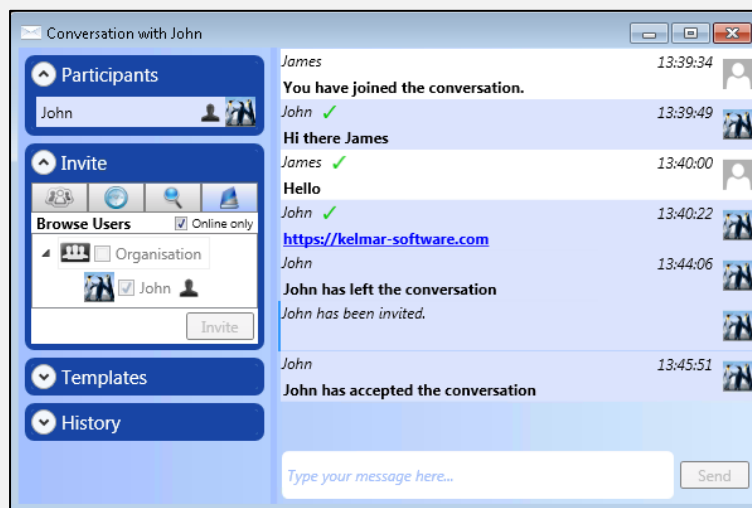 Conversation with John
Participants
John
Invite
Browse Users Online only
Organisation
John
Invite
Templates
History
James 13:39:34
You have joined the conversation.
John 13:39:49
Hi there James
James 13:40:00
Hello
John 13:40:22
https://kelmar-software.com
John 13:44:06
John has left the conversation
John has been invited.
John 13:45:51
John has accepted the conversation
Type your message here...
Send